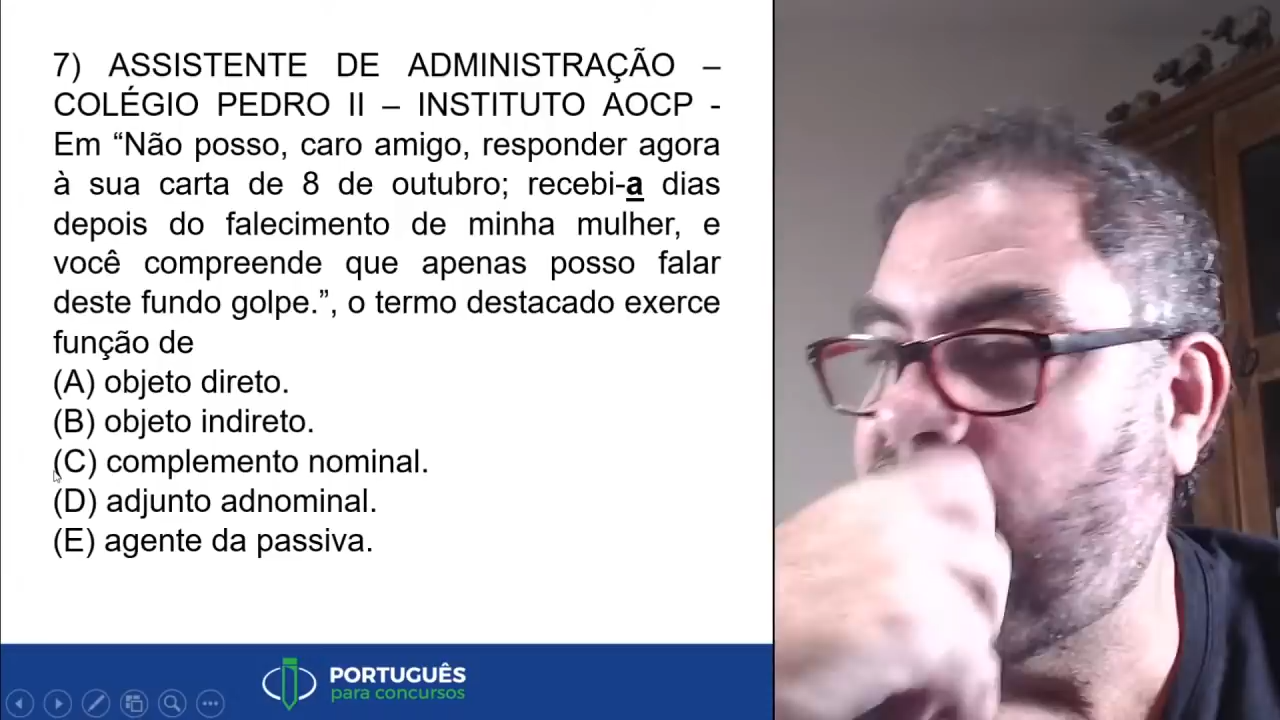 7) ASSISTENTE DE ADMINISTRAÇÃO –
COLÉGIO PEDRO II – INSTITUTO AOCP -
Em “Não posso, caro amigo, responder agora
à sua carta de 8 de outubro; recebi-a dias
depois do falecimento de minha mulher, e
você compreende que apenas posso falar
deste fundo golpe.”, o termo destacado exerce
função de
(A) objeto direto.
(B) objeto indireto.
(C) complemento nominal.
(D) adjunto adnominal.
(E) agente da passiva.
PORTUGUÊS
para concursos